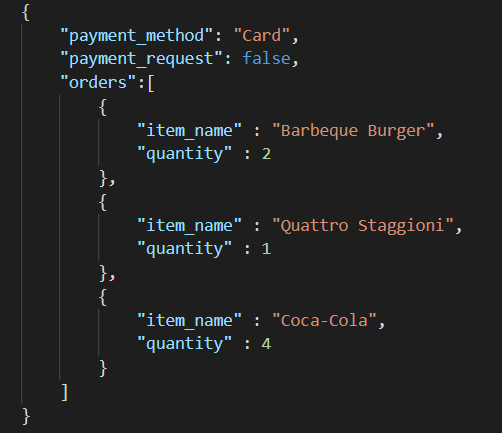 {
    "payment_method": "Card",
    "payment_request": false,
    "orders":[
        {
            "item_name" : "Barbeque Burger",
            "quantity" : 2
        },
        {
            "item_name" : "Quattro Staggioni",
            "quantity" : 1
        },
        {
            "item_name" : "Coca-Cola",
            "quantity" : 4
        }
    ]
}